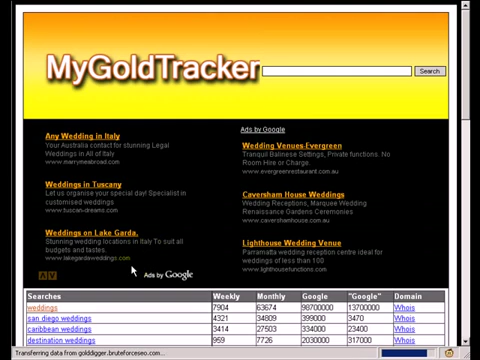 MyGoldTracker
Search
Any Wedding in Italy
Your Australia contact for stunning Legal
Weddings in All of Italy
www.marrymeabroad.com
Weddings in Tuscany
Let us organise your special day! Specialist in
customised weddings
www.tuscan-dreams.com
Weddings on Lake Garda.
Stunning wedding locations in Italy To suit all
budgets and tastes.
www.lakegardaweddings.com
Ads by Google
Ads by Google
Wedding Venues-Evergreen
Tranquil Balinese Settings, Private functions. No
Room Hire or Charge.
www.evergreenrestaurant.com.au
Caversham House Weddings
Wedding Receptions, Marquee Wedding
Renaissance Gardens Ceremonies
www.cavershamhouse.com.au
Lighthouse Wedding Venue
Parramatta wedding reception centre ideal for
weddings of less than 100
www.lighthousefunctions.com
Searches Weekly Monthly Google "Google" Domain
weddings 7904 63674 98700000 13700000 Whois
san diego weddings 4321 34809 399000 3470 Whois
caribbean weddings 3414 27503 334000 23400 Whois
destination weddings 959 7726 2030000 317000 Whois
Transferring data from golddigger.bruteforceseo.com...